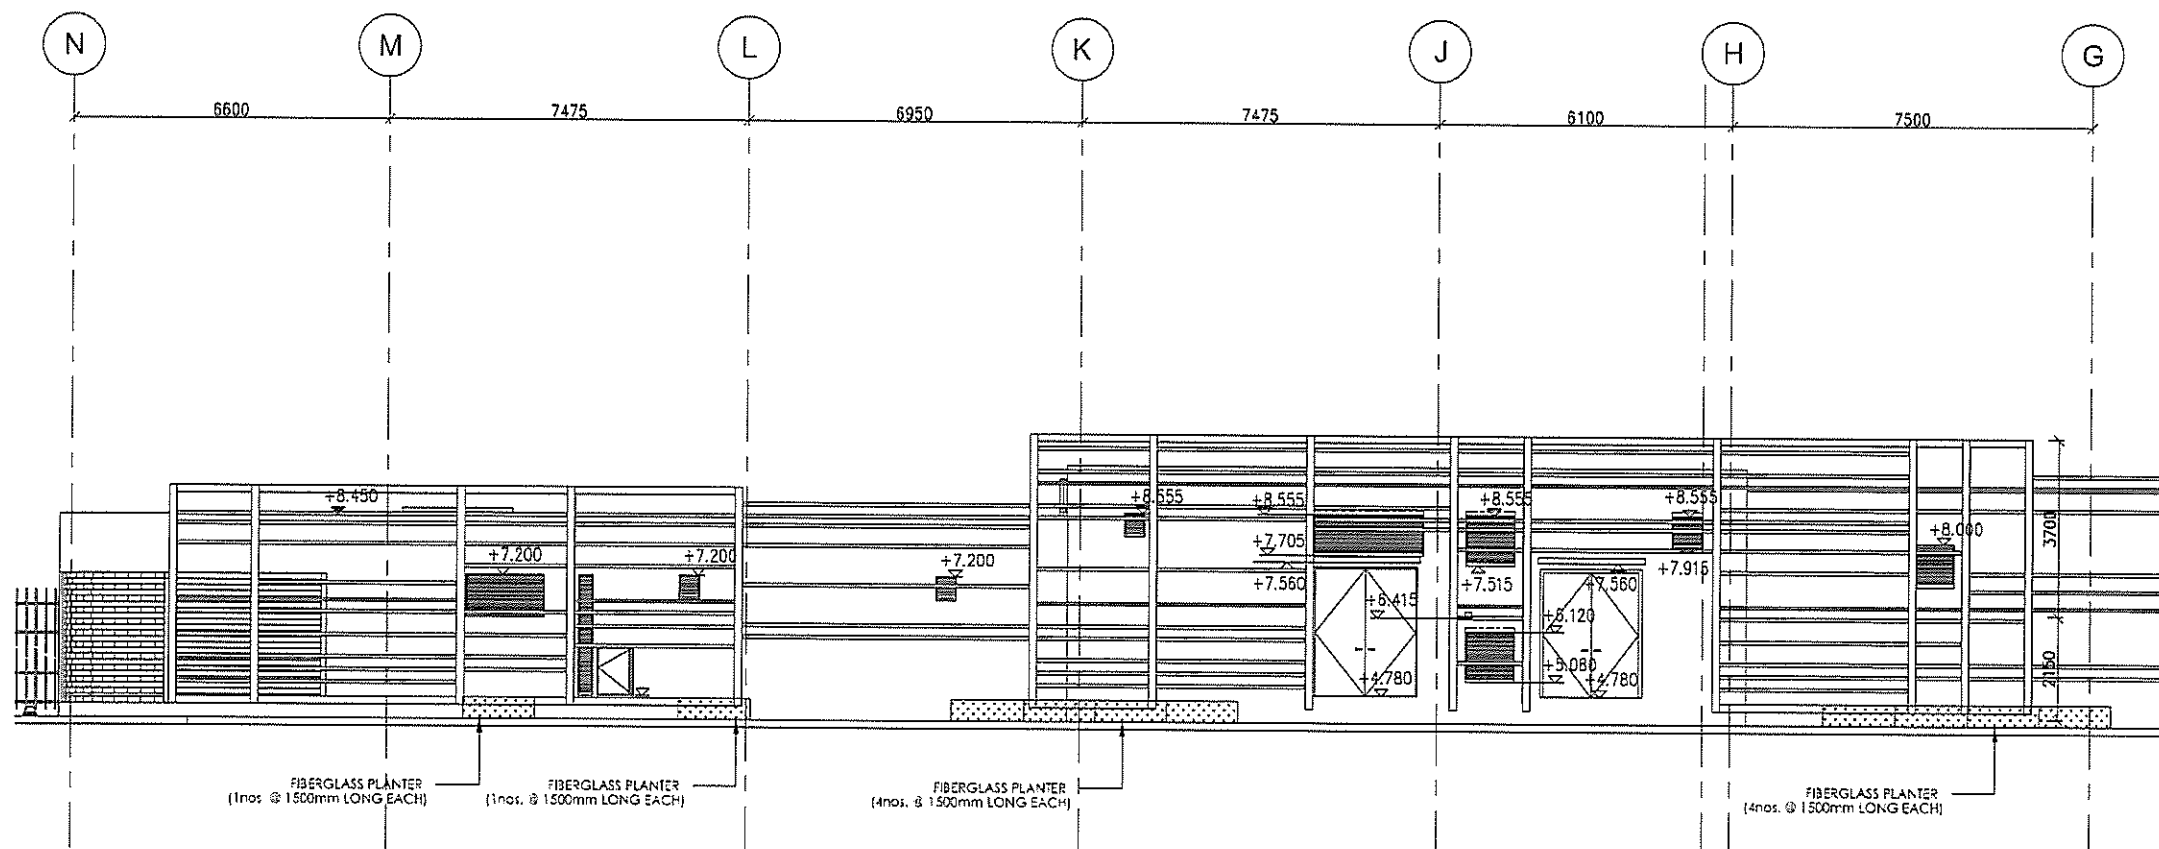 N
M
L
K
J
H
G
6600
7475
6950
7475
6100
7500
+8.450
+8.555
+8.555
+8.555
+8.555
+7.200
+7.200
+7.200
+7.705
+7.560
+7.515
+7.560
+7.915
+8.000
3700
+6.415
+6.120
+5.080
+4.780
+4.780
2150
FIBERGLASS PLANTER
(1nos. @ 1500mm LONG EACH)
FIBERGLASS PLANTER
(1nos. @ 1500mm LONG EACH)
FIBERGLASS PLANTER
(4nos. @ 1500mm LONG EACH)
FIBERGLASS PLANTER
(4nos. @ 1500mm LONG EACH)